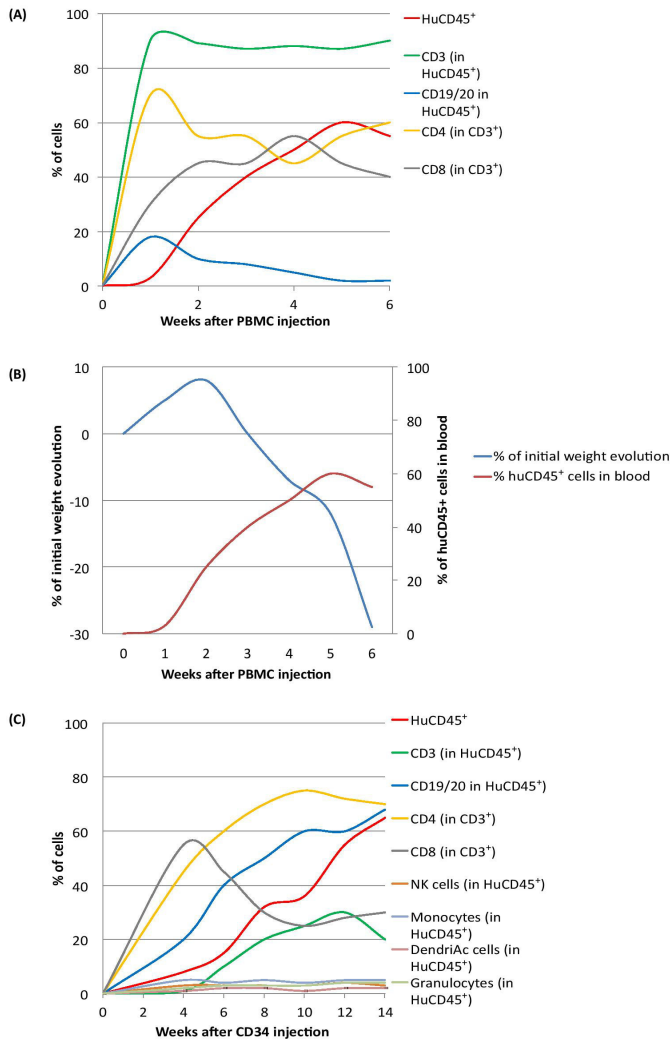 (A)
100
80
60
40
20
0
0
2
4
6
% of cells
Weeks after PBMC injection
HuCD45⁺
CD3 (in
HuCD45⁺)
CD19/20 in
HuCD45⁺)
CD4 (in CD3⁺)
CD8 (in CD3⁺)
(B)
10
0
-10
-20
-30
100
75
60
40
20
0
0
1
2
3
4
5
6
% of initial weight evolution
% of huCD45+ cells in blood
Weeks after PBMC injection
% of initial weight evolution
% huCD45⁺ cells in blood
(C)
100
80
60
40
20
0
0
2
4
6
8
10
12
14
% of cells
Weeks after CD34 injection
HuCD45⁺
CD3 (in HuCD45⁺)
CD19/20 in HuCD45⁺)
CD4 (in CD3⁺)
CD8 (in CD3⁺)
NK cells (in HuCD45⁺)
Monocytes (in
HuCD45⁺)
DendriAc cells (in
HuCD45⁺)
Granulocytes (in
HuCD45⁺)